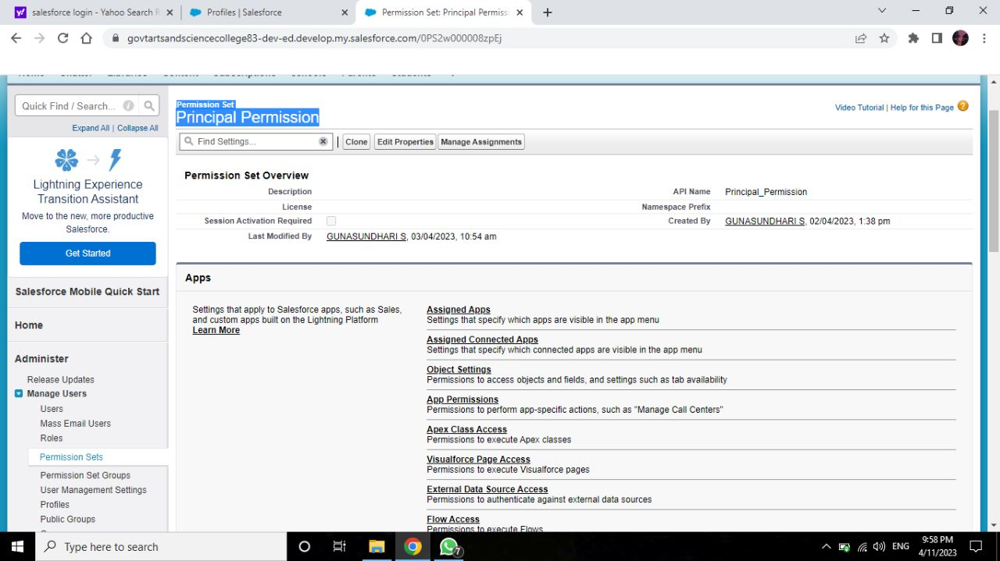 salesforce login - Yahoo Search R
Profiles | Salesforce
Permission Set: Principal Permiss
govtartsandsciencecollege83-dev-ed.develop.my.salesforce.com/0PS2w000008zpEj
Quick Find / Search...
Expand All | Collapse All
Lightning Experience
Transition Assistant
Move to the new, more productive
Salesforce.
Get Started
Salesforce Mobile Quick Start
Home
Administer
Release Updates
Manage Users
Users
Mass Email Users
Roles
Permission Sets
Permission Set Groups
User Management Settings
Profiles
Public Groups
Permission Set
Principal Permission
Video Tutorial | Help for this Page
Find Settings...
Clone
Edit Properties
Manage Assignments
Permission Set Overview
Description
API Name Principal_Permission
License
Namespace Prefix
Session Activation Required
Created By GUNASUNDHARI S, 02/04/2023, 1:38 pm
Last Modified By GUNASUNDHARI S, 03/04/2023, 10:54 am
Apps
Settings that apply to Salesforce apps, such as Sales,
and custom apps built on the Lightning Platform
Learn More
Assigned Apps
Settings that specify which apps are visible in the app menu
Assigned Connected Apps
Settings that specify which connected apps are visible in the app menu
Object Settings
Permissions to access objects and fields, and settings such as tab availability
App Permissions
Permissions to perform app-specific actions, such as "Manage Call Centers"
Apex Class Access
Permissions to execute Apex classes
Visualforce Page Access
Permissions to execute Visualforce pages
External Data Source Access
Permissions to authenticate against external data sources
Flow Access
Permissions to execute Flows
Type here to search
7
ENG
9:58 PM
4/11/2023